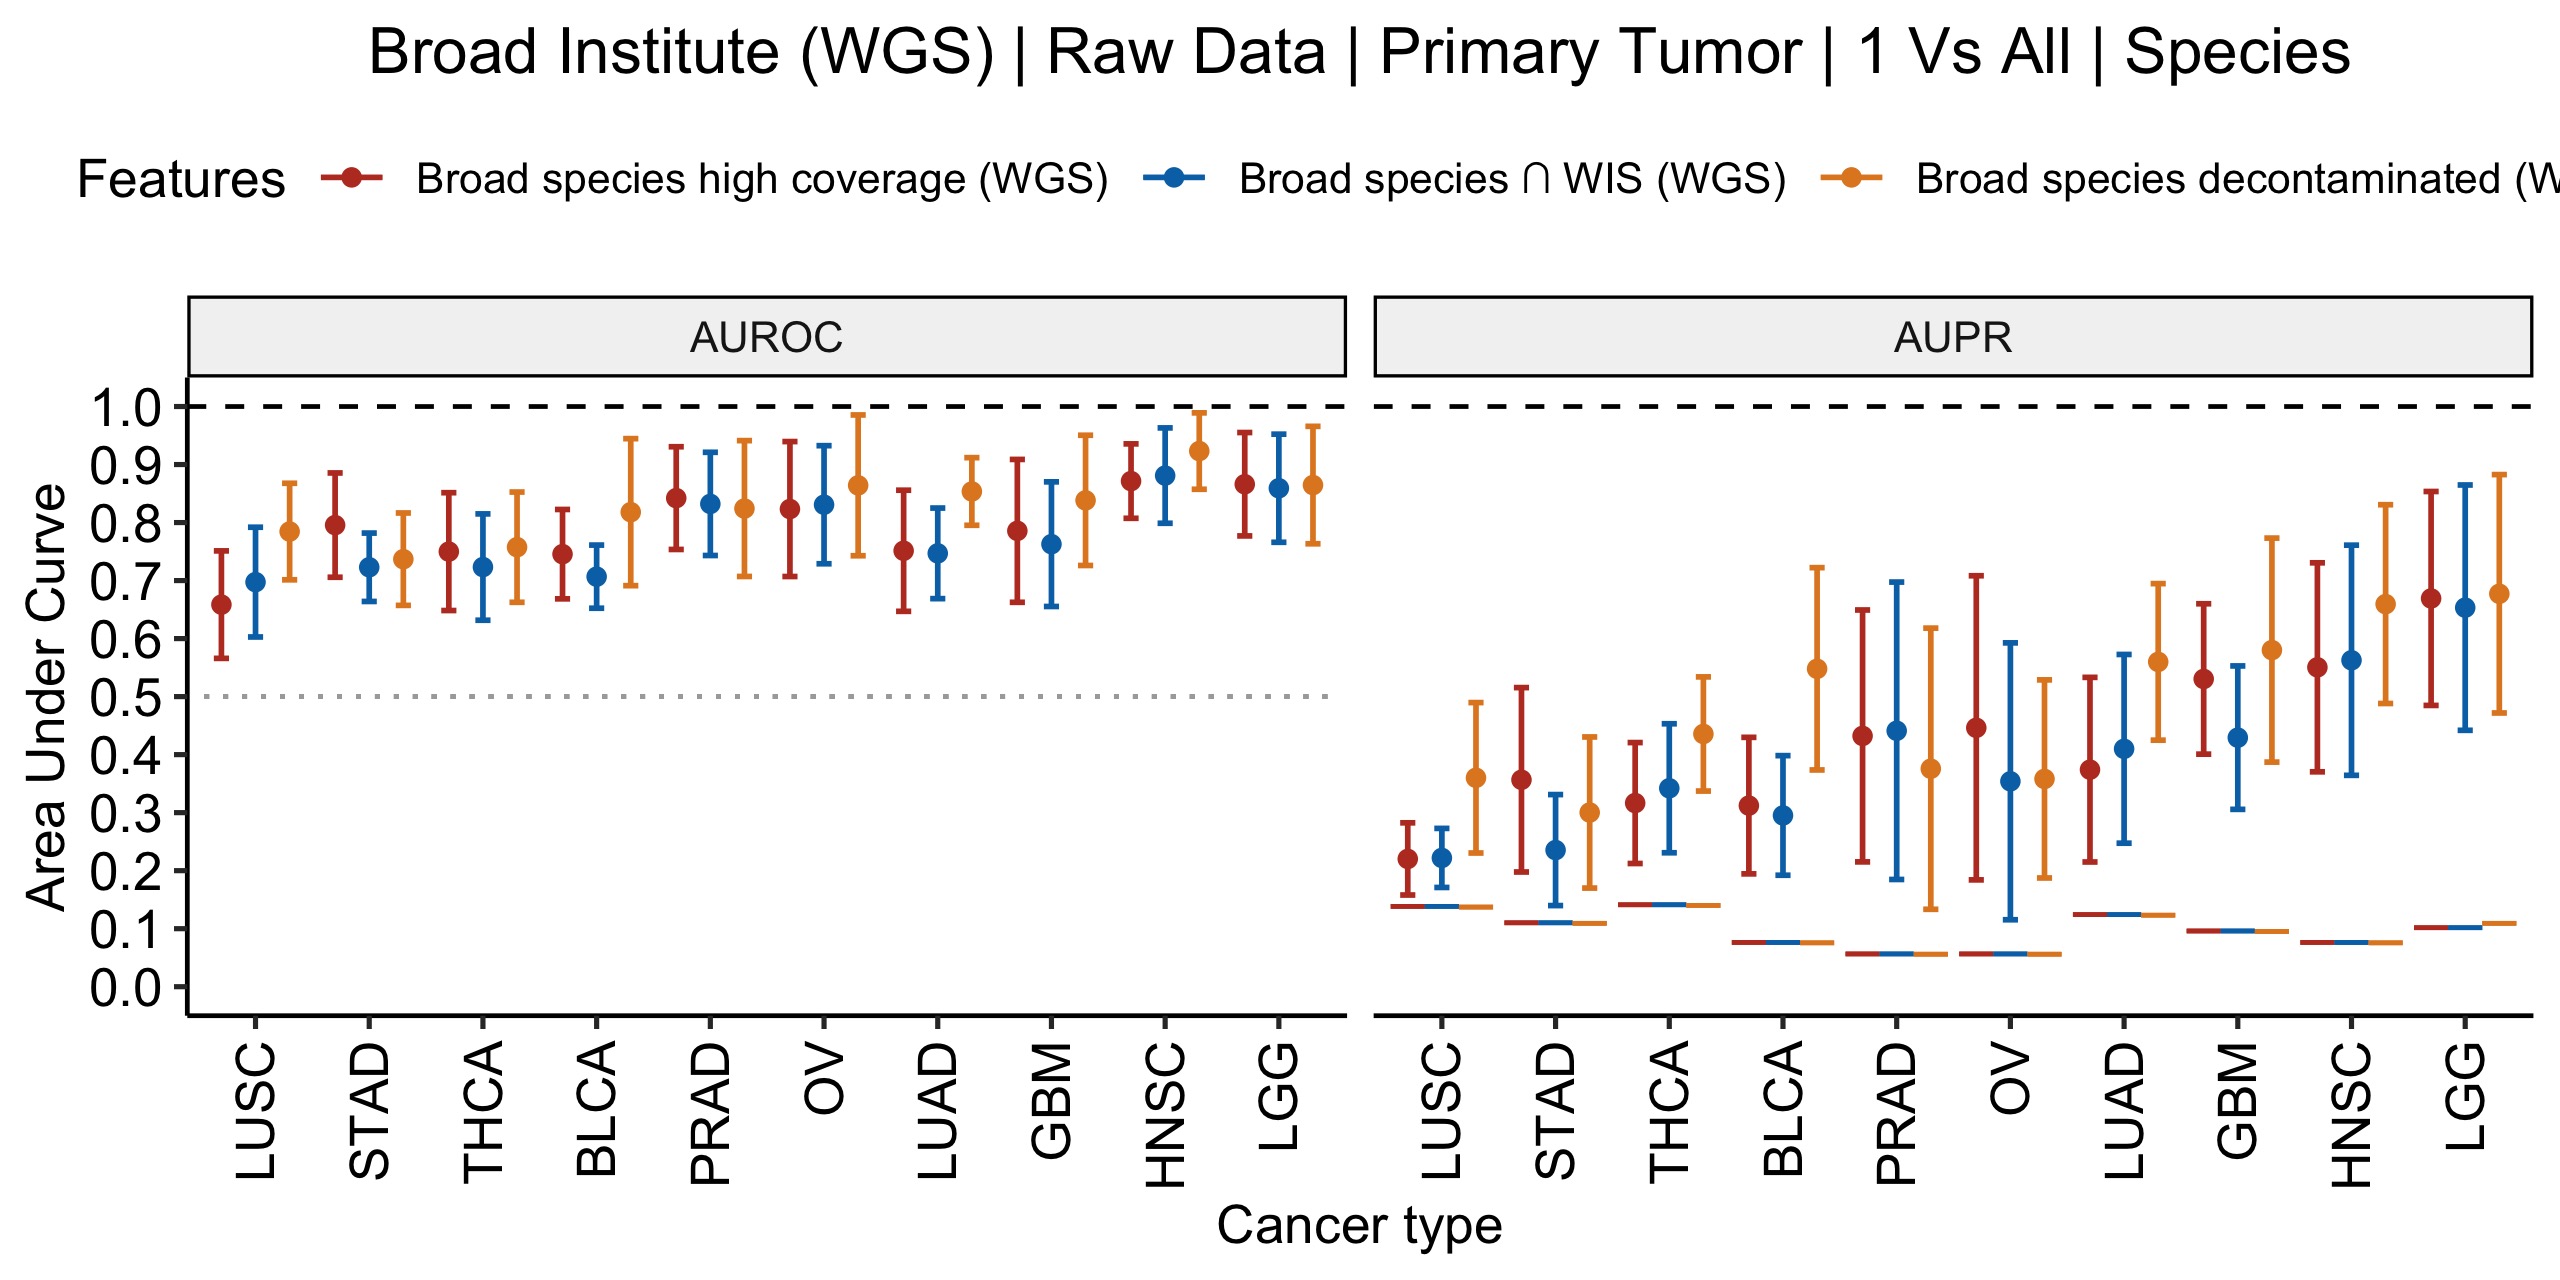 Broad Institute (WGS) | Raw Data | Primary Tumor | 1 Vs All | Species
Features Broad species high coverage (WGS) Broad species ∩ WIS (WGS) Broad species decontaminated (W
AUROC AUPR
Area Under Curve
1.0
0.9
0.8
0.7
0.6
0.5
0.4
0.3
0.2
0.1
0.0
LUSC STAD THCA BLCA PRAD OV LUAD GBM HNSC LGG LUSC STAD THCA BLCA PRAD OV LUAD GBM HNSC LGG
Cancer type